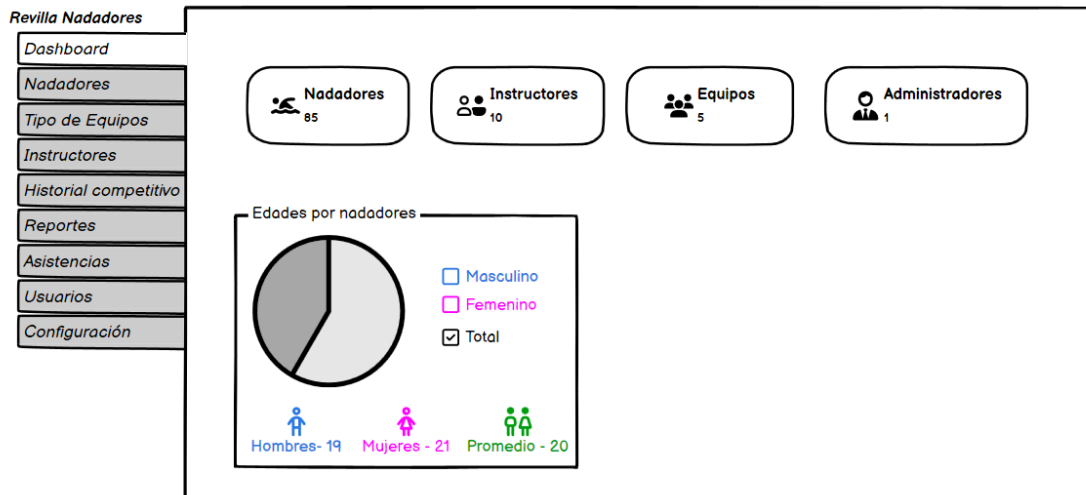 Revilla Nadadores
Dashboard
Nadadores
Tipo de Equipos
Instructores
Historial competitivo
Reportes
Asistencias
Usuarios
Configuración
Nadadores
85
Instructores
10
Equipos
5
Administradores
1
Edades por nadadores
Masculino
Femenino
Total
Hombres- 19
Mujeres - 21
Promedio - 20